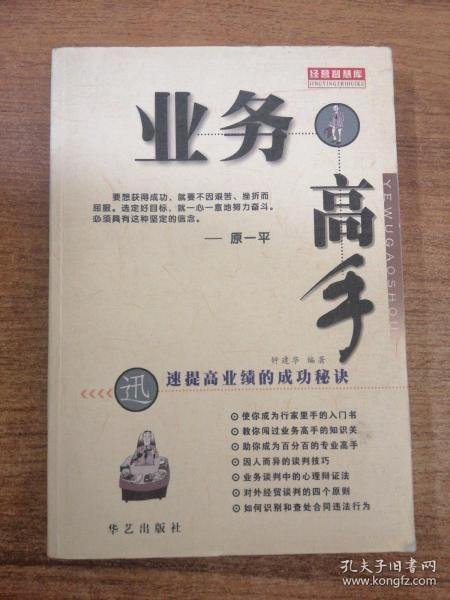 经营智慧库
JINGYINGZHIHUIKU
业务
高手
YEWUGAOSHOU
要想获得成功，就要不因艰苦、挫折而
屈服。选定好目标，就一心一意地努力奋斗。
必须具有这种坚定的信念。
—— 原一平
钟建华 编著
迅速提高业绩的成功秘诀
使你成为行家里手的入门书
教你闯过业务高手的知识关
助你成为百分百的专业高手
因人而异的谈判技巧
业务谈判中的心理辩证法
对外经贸谈判的四个原则
如何识别和查处合同违法行为
华艺出版社
孔夫子旧书网
www.kongfz.com